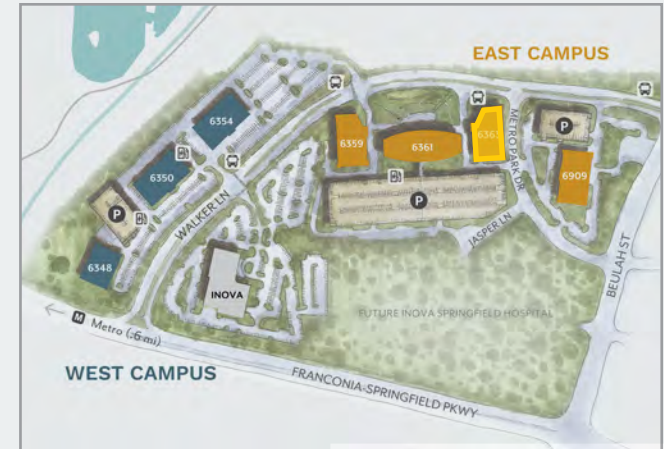 EAST CAMPUS
6354
6359
6361
636
METRO PARK DR
P
6350
6909
P
P
WALKER LN
JASPER LN
6348
BEULAH ST
INOVA
FUTURE INOVA SPRINGFIELD HOSPITAL
M Metro (.6 mi)
WEST CAMPUS
FRANCONIA-SPRINGFIELD PKWY